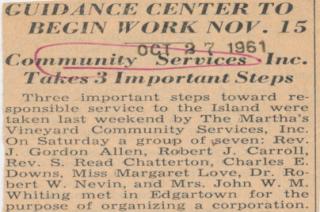 GUIDANCE CENTER TO
BEGIN WORK NOV. 15
OCT 27 1961
Community Services Inc.
Takes 3 Important Steps
Three important steps toward re-
sponsible service to the Island were
taken last weekend by The Martha's
Vineyard Community Services, Inc.
On Saturday a group of seven: Rev.
J. Gordon Allen, Robert J. Carroll,
Rev. S. Read Chatterton, Charles E.
Downs, Miss Margaret Love, Dr. Ro-
bert W. Nevin, and Mrs. John W. M.
Whiting met in Edgartown for the
purpose of organizing a corporation.